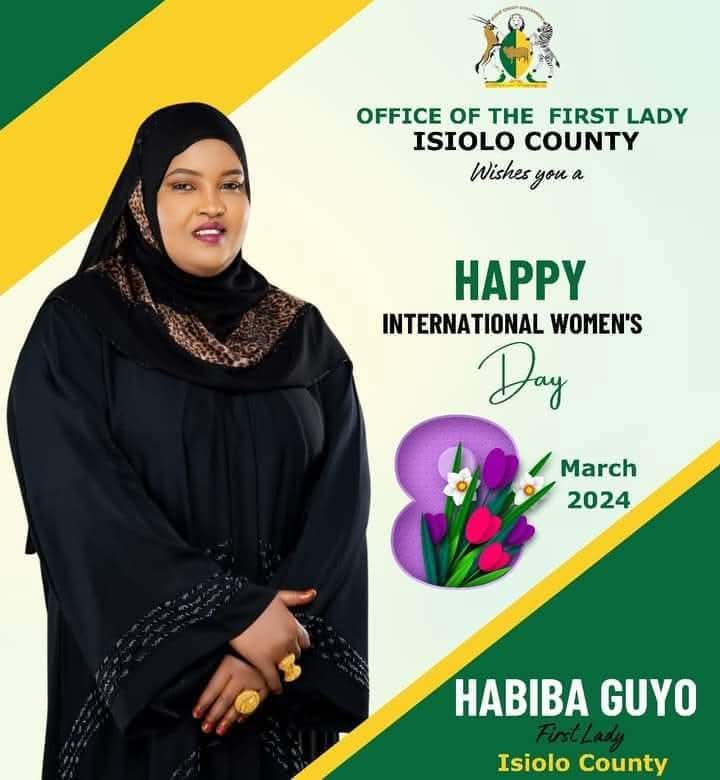 OFFICE OF THE FIRST LADY
ISIOLO COUNTY
Wishes you a
HAPPY
INTERNATIONAL WOMEN'S
Day
8
March
2024
HABIBA GUYO
First Lady
Isiolo County